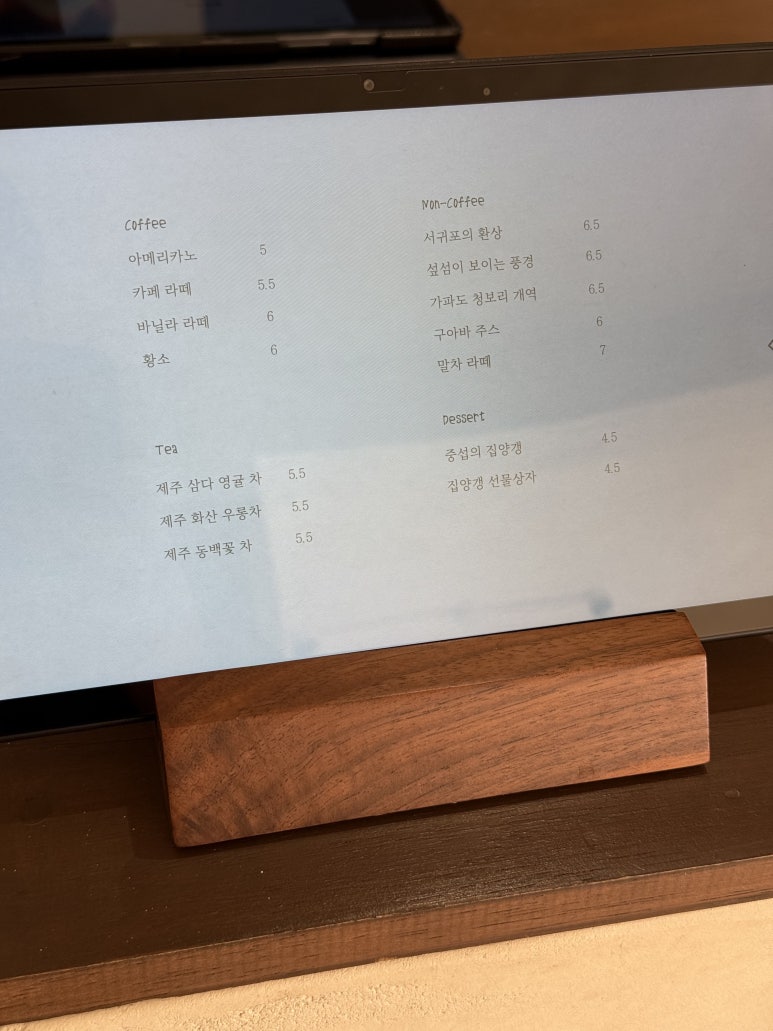 Coffee
아메리카노 5
카페 라떼 5.5
바닐라 라떼 6
황소 6
Tea
제주 삼다 영귤 차 5.5
제주 화산 우롱차 5.5
제주 동백꽃 차 5.5
Non-Coffee
서귀포의 환상 6.5
섶섬이 보이는 풍경 6.5
가파도 청보리 개역 6.5
구아바 주스 6
말차 라떼 7
Dessert
중섭의 집양갱 4.5
집양갱 선물상자 4.5